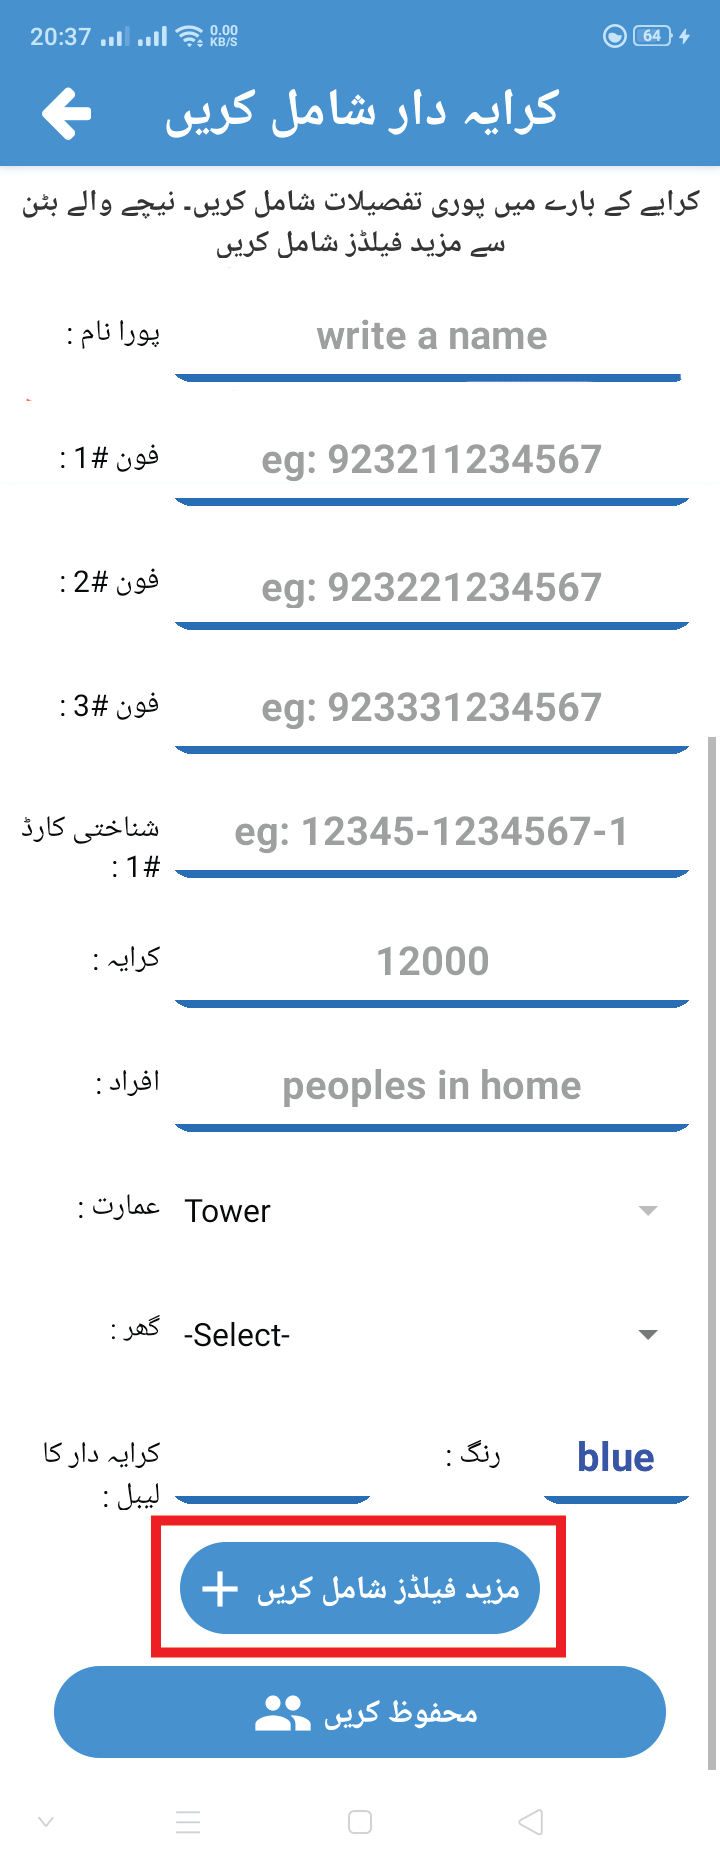 20:37 0.00 KB/S 64
کرایہ دار شامل کریں
کرایے کے بارے میں پوری تفصیلات شامل کریں۔ نیچے والے بٹن
سے مزید فیلڈز شامل کریں
پورا نام : write a name
فون #1 : eg: 923211234567
فون #2 : eg: 923221234567
فون #3 : eg: 923331234567
شناختی کارڈ eg: 12345-1234567-1
#1 :
کرایہ : 12000
افراد : peoples in home
عمارت : Tower
گھر : -Select-
کرایہ دار کا رنگ : blue
لیبل :
مزید فیلڈز شامل کریں
محفوظ کریں